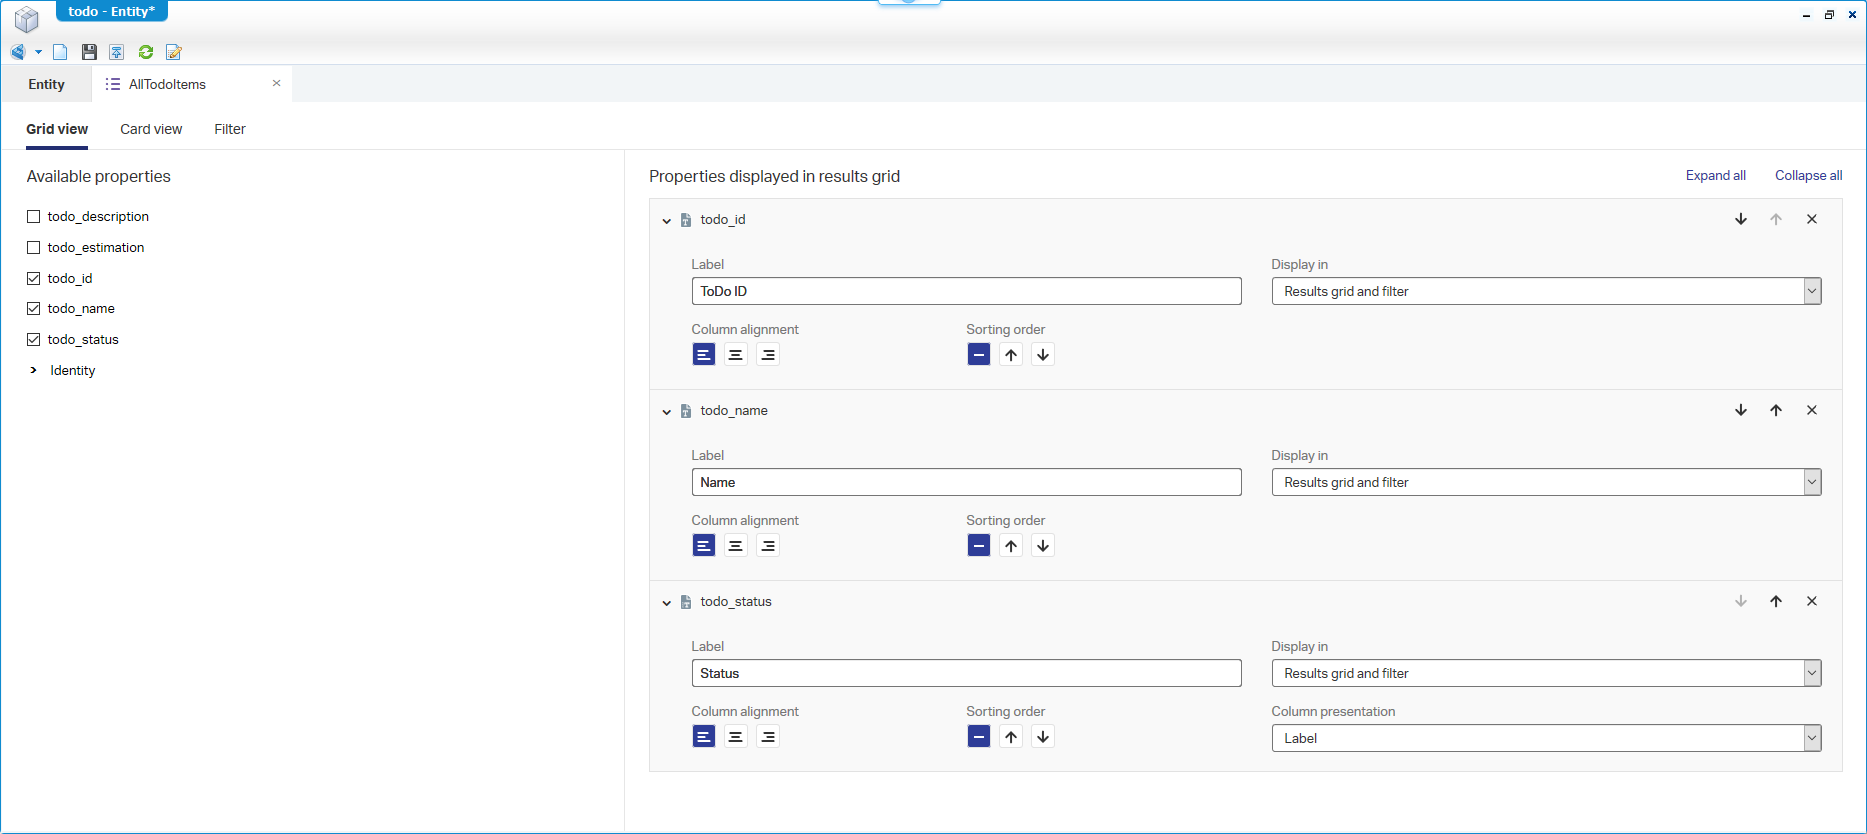 todo - Entity*
Entity
AllTodoItems
Grid view
Card view
Filter
Available properties
todo_description
todo_estimation
todo_id
todo_name
todo_status
Identity
Properties displayed in results grid
Expand all
Collapse all
todo_id
Label
Display in
ToDo ID
Results grid and filter
Column alignment
Sorting order
todo_name
Label
Display in
Name
Results grid and filter
Column alignment
Sorting order
todo_status
Label
Display in
Status
Results grid and filter
Column alignment
Sorting order
Column presentation
Label